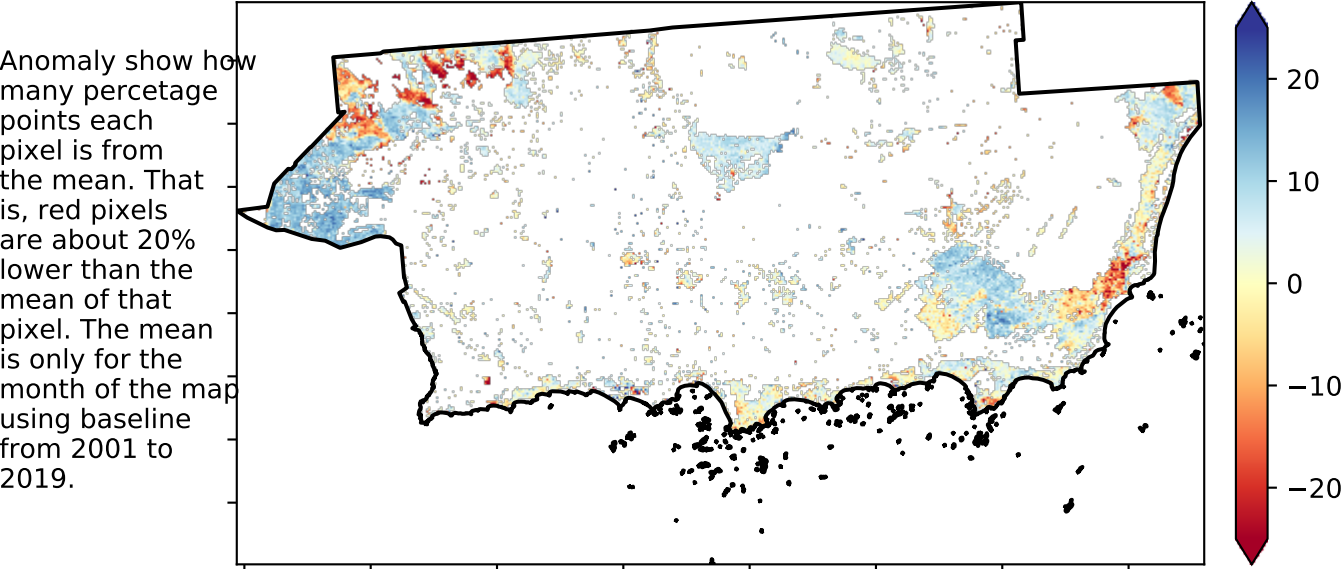 Anomaly show how
many percetage
points each
pixel is from
the mean. That
is, red pixels
are about 20%
lower than the
mean of that
pixel. The mean
is only for the
month of the map
using baseline
from 2001 to
2019.
20
10
0
−10
−20